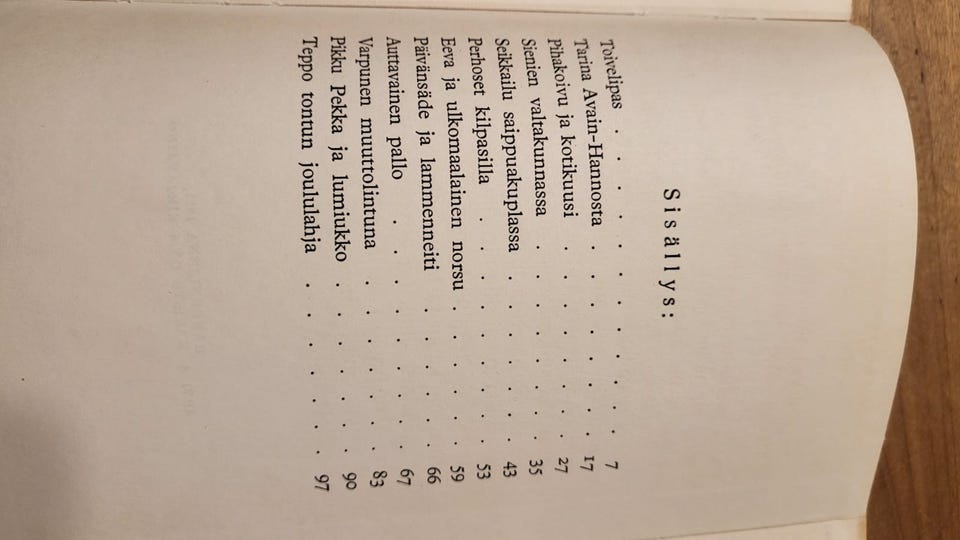 Sisällys:
Toivelipas . . . . . . . . . . 7
Tarina Avain-Hannosta . . . . . . 17
Pihakoivu ja kotikuusi . . . . . . 27
Sienien valtakunnassa . . . . . . 35
Seikkailu saippuakuplassa . . . . . 43
Perhoset kilpasilla . . . . . . . 53
Eeva ja ulkomaalainen norsu . . . . 59
Päivänsäde ja lammenneiti . . . . . 66
Auttavainen pallo . . . . . . . 67
Varpunen muuttolintuna . . . . . . 83
Pikku Pekka ja lumiukko . . . . . 90
Teppo tontun joululahja . . . . . 97